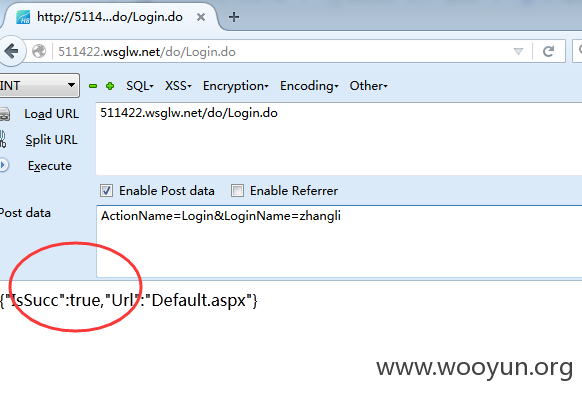 http://5114...do/Login.do
511422.wsglw.net/do/Login.do
INT
SQL
XSS
Encryption
Encoding
Other
Load URL
511422.wsglw.net/do/Login.do
Split URL
Execute
Enable Post data
Enable Referrer
Post data
ActionName=Login&LoginName=zhangli
{"IsSucc":true,"Url":"Default.aspx"}
www.wooyun.org